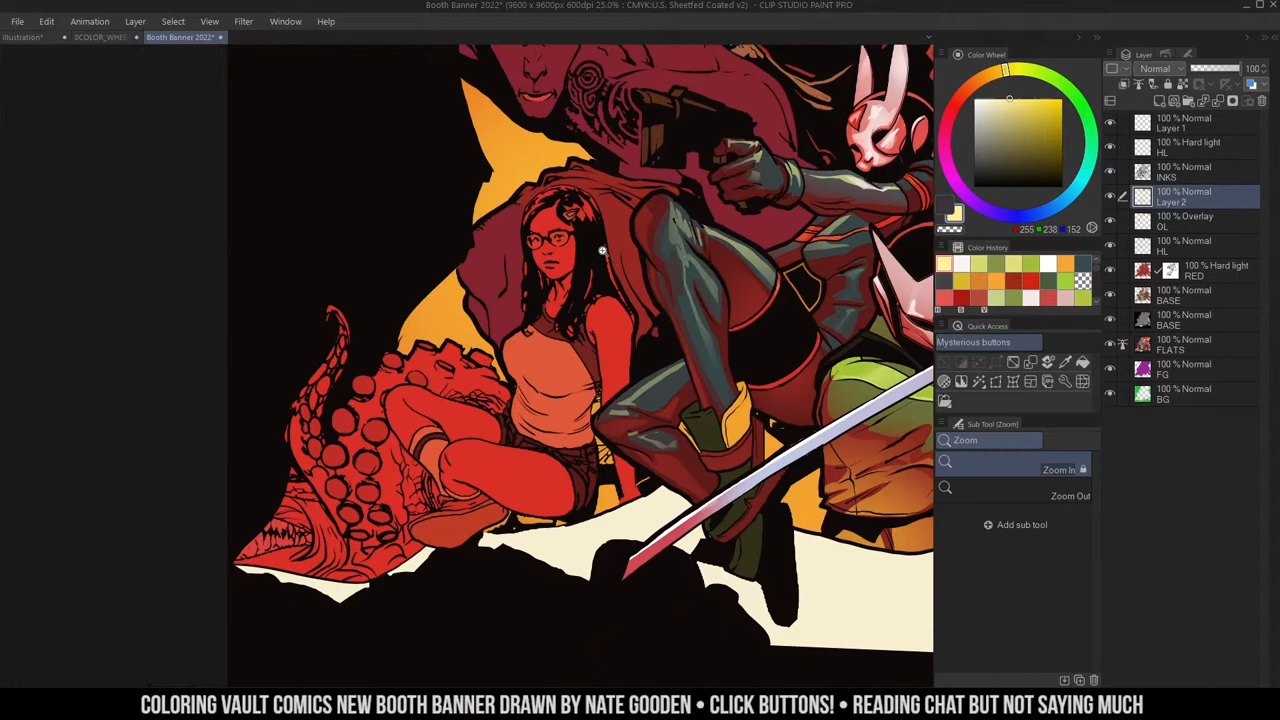 Booth Banner 2022* (9600 x 9600px 600dpi 25.0% : CMYK:U.S. Sheetfed Coated v2) - CLIP STUDIO PAINT PRO
File Edit Animation Layer Select View Filter Window Help
Illustration* 0COLOR_WHEE Booth Banner 2022*
Color Wheel
255 238 152
Color History
H S V
Quick Access
Mysterious buttons
Sub Tool [Zoom]
Zoom
Zoom In
Zoom Out
Add sub tool
Layer
Normal 100
100 % Normal
Layer 1
100 % Hard light
HL
100 % Normal
INKS
100 % Normal
Layer 2
100 % Overlay
OL
100 % Normal
HL
100 % Hard light
RED
100 % Normal
BASE
100 % Normal
BASE
100 % Normal
FLATS
100 % Normal
FG
100 % Normal
BG
COLORING VAULT COMICS NEW BOOTH BANNER DRAWN BY NATE GOODEN • CLICK BUTTONS! • READING CHAT BUT NOT SAYING MUCH